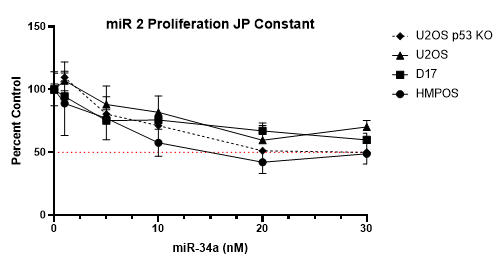 miR 2 Proliferation JP Constant
U2OS p53 KO
U2OS
D17
HMPOS
Percent Control
150
100
50
0
0 10 20 30
miR-34a (nM)